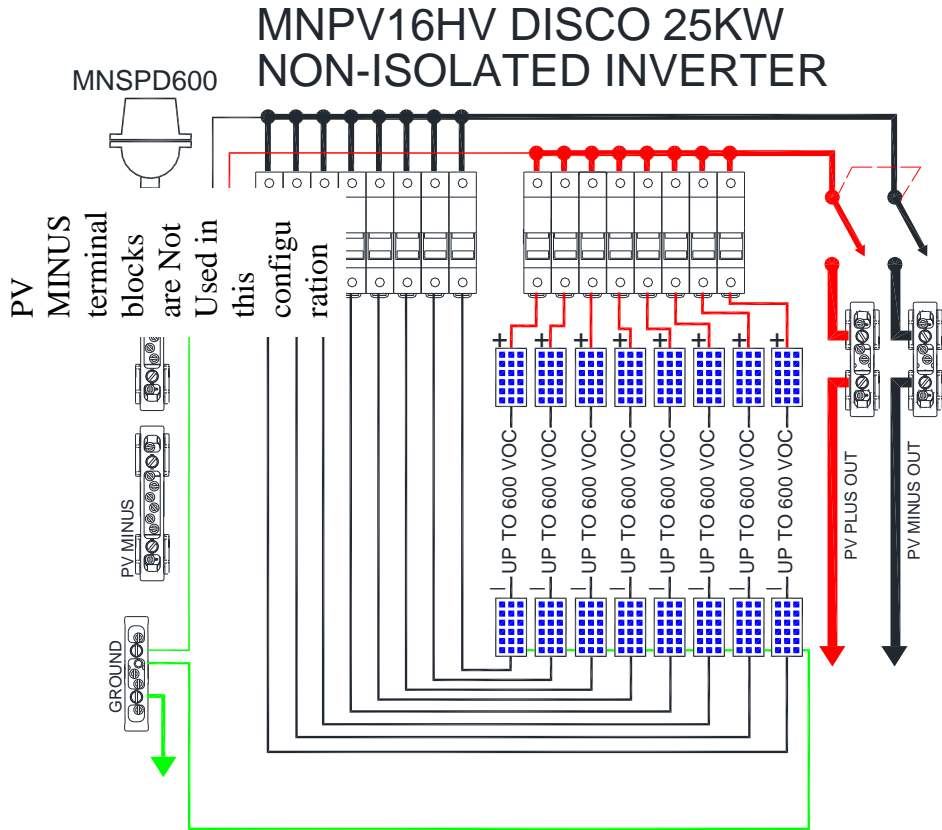 MNPV16HV DISCO 25KW
NON-ISOLATED INVERTER
MNSPD600
PV
MINUS
terminal
blocks
are Not
Used in
this
configu
ration
+ + + + + + + +
UP TO 600 VOC
UP TO 600 VOC
UP TO 600 VOC
UP TO 600 VOC
UP TO 600 VOC
UP TO 600 VOC
UP TO 600 VOC
UP TO 600 VOC
– – – – – – – –
PV PLUS OUT
PV MINUS OUT
PV MINUS
GROUND